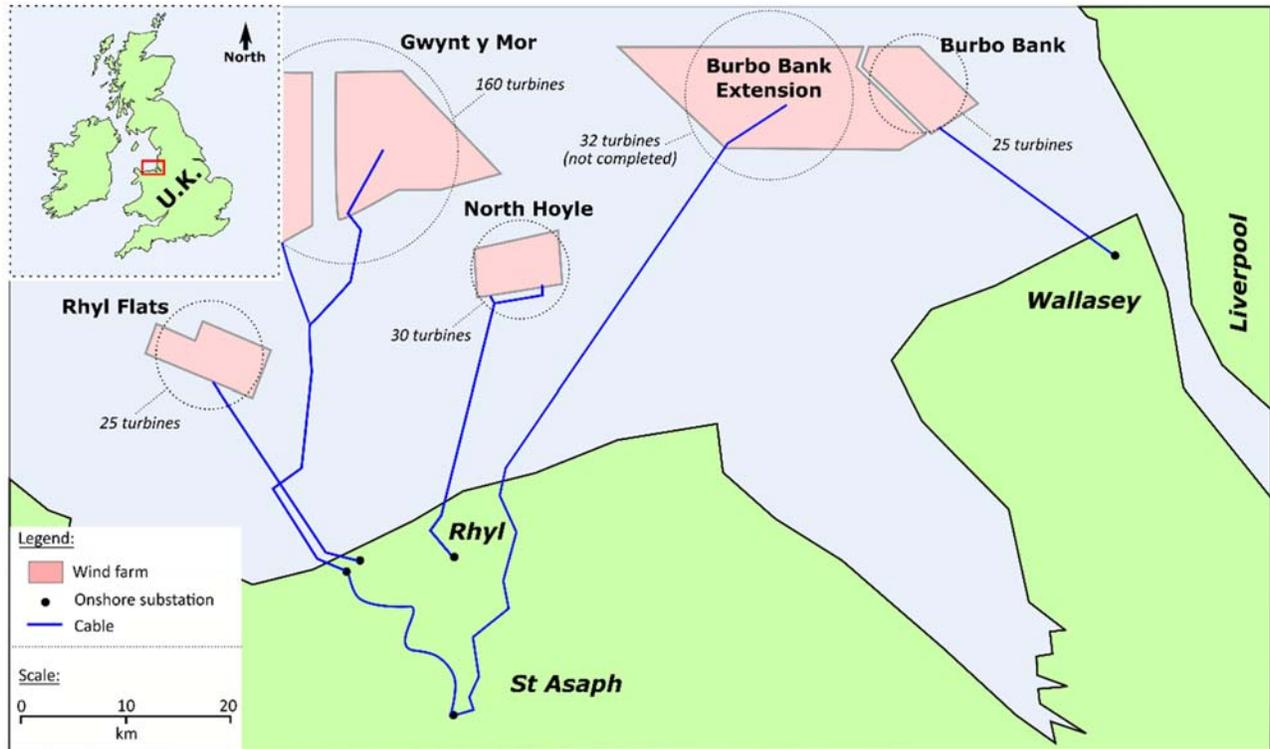 North
U.K.
Gwynt y Mor
160 turbines
Burbo Bank
Extension
Burbo Bank
32 turbines
(not completed)
25 turbines
North Hoyle
30 turbines
Rhyl Flats
25 turbines
Wallasey
Liverpool
Rhyl
St Asaph
Legend:
Wind farm
Onshore substation
Cable
Scale:
0 10 20
km